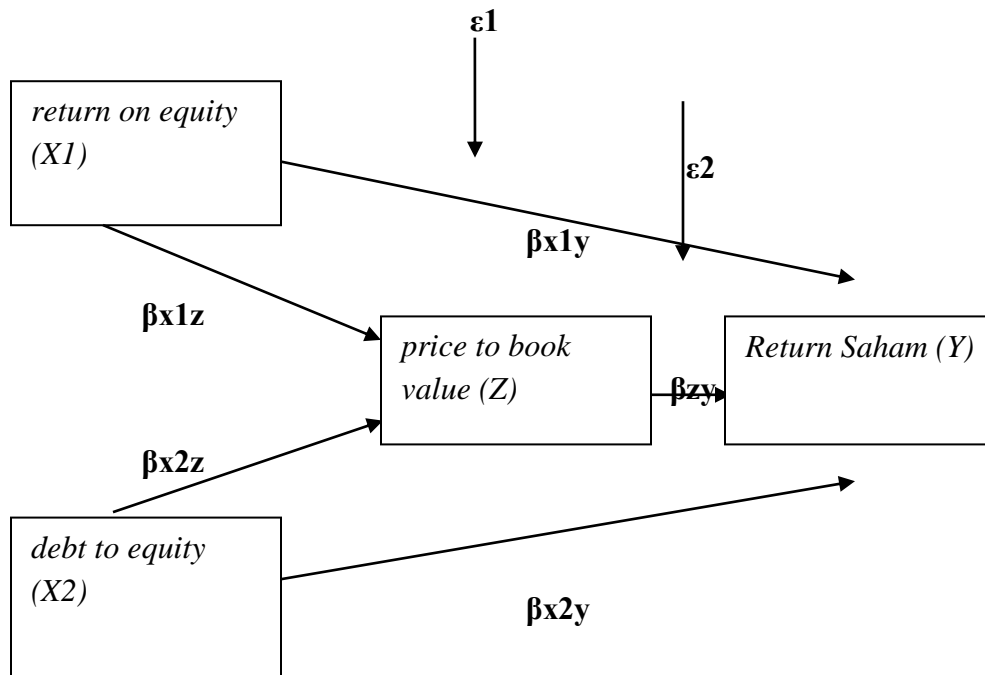 ε1
return on equity
(X1)
ε2
βx1y
βx1z
price to book
value (Z)
βzy
Return Saham (Y)
βx2z
debt to equity
(X2)
βx2y